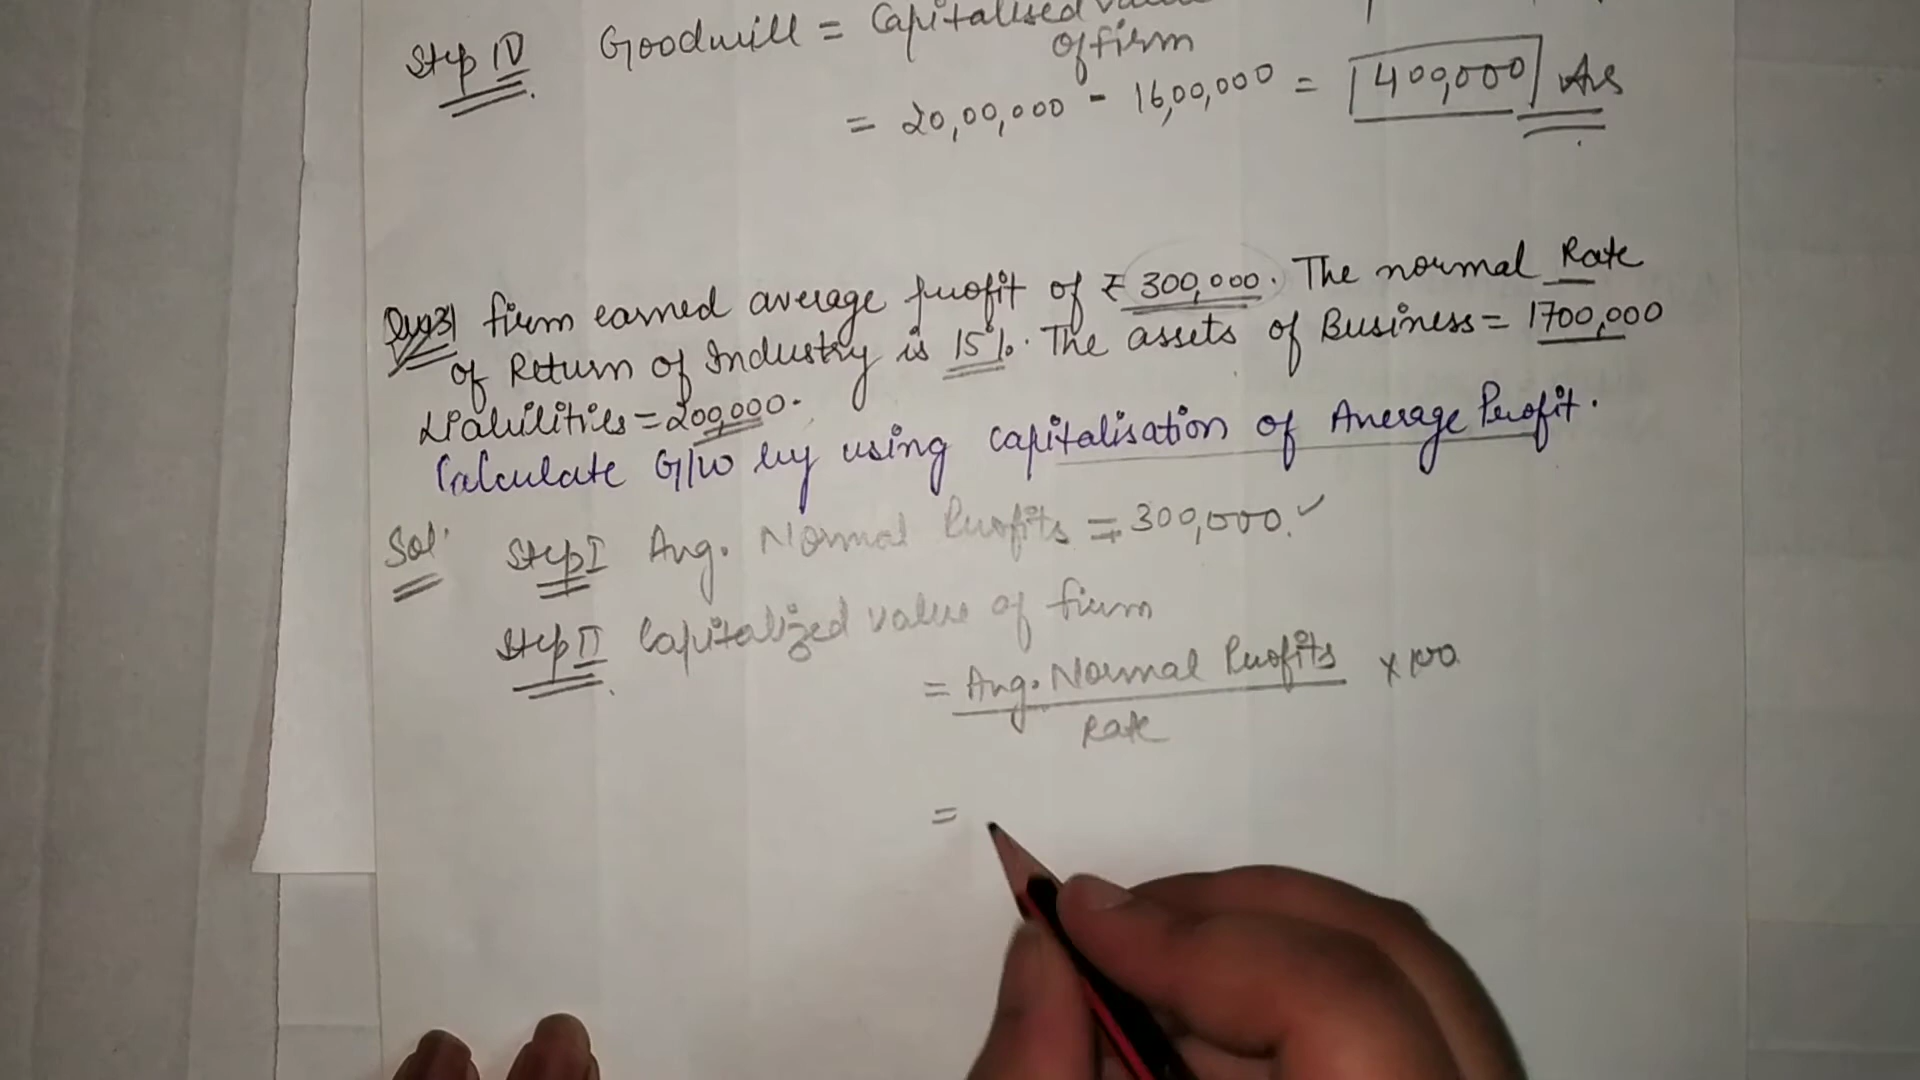 Step IV Goodwill = Capitalised value
of firm
= 20,00,000 - 16,00,000 = 400,000 Ans
Ques3 firm earned average profit of ₹ 300,000. The normal Rate
of Return of Industry is 15%. The assets of Business = 1700,000
Liabilities = 200,000.
Calculate G/W by using capitalisation of Average Profit.
Sol. Step I Avg. Normal Profits = 300,000.
Step II Capitalized value of firm
= Avg. Normal Profits x 100
Rate
=